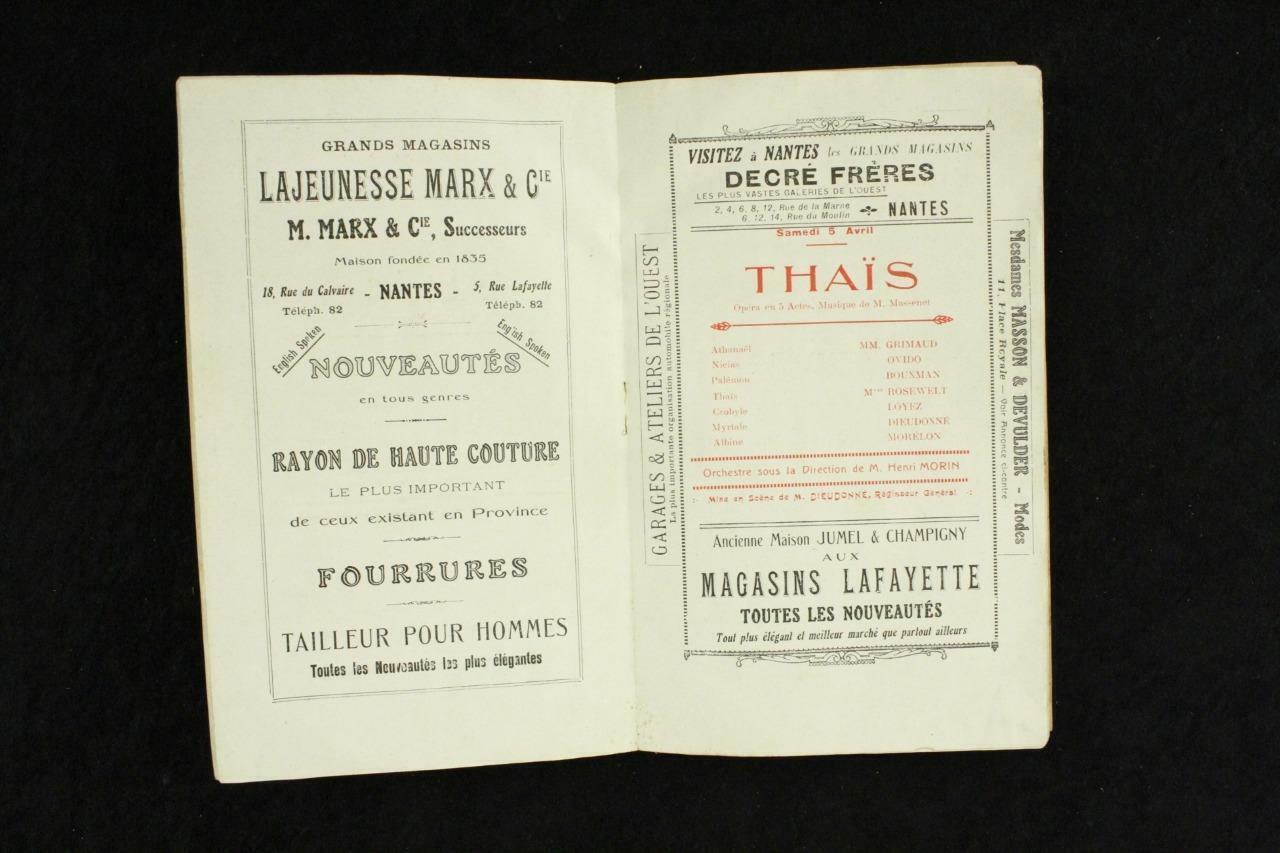 GRANDS MAGASINS
LAJEUNESSE MARX & CIE
M. MARX & CIE, Successeurs
Maison fondée en 1835
18, Rue du Calvaire - NANTES - 5, Rue Lafayette
Téléph. 82 Téléph. 82
English Spoken English Spoken
NOUVEAUTÉS
en tous genres
RAYON DE HAUTE COUTURE
LE PLUS IMPORTANT
de ceux existant en Province
FOURRURES
TAILLEUR POUR HOMMES
Toutes les Nouveautés les plus élégantes
GARAGES & ATELIERS DE L'OUEST
La plus importante organisation automobile régionale
VISITEZ à NANTES les GRANDS MAGASINS
DECRÉ FRÈRES
LES PLUS VASTES GALERIES DE L'OUEST
2, 4, 6, 8, 12, Rue de la Marne
6, 12, 14, Rue du Moulin
NANTES
Samedi 5 Avril
THAÏS
Opéra en 5 Actes, Musique de M. Massenet
Athanaël MM. GRIMAUD
Nicias OVIDO
Palémon BOUXMAN
Thaïs Mmes ROSEWELT
Crobyle LOYEZ
Myrtale DIEUDONNÉ
Albine MORÉLON
Orchestre sous la Direction de M. Henri MORIN
Mise en Scène de M. DIEUDONNÉ, Régisseur Général
Ancienne Maison JUMEL & CHAMPIGNY
AUX
MAGASINS LAFAYETTE
TOUTES LES NOUVEAUTÉS
Tout plus élégant et meilleur marché que partout ailleurs
Mesdames MASSON & DEVULDER - Modes
11, Place Royale — Voir Annonce ci-contre